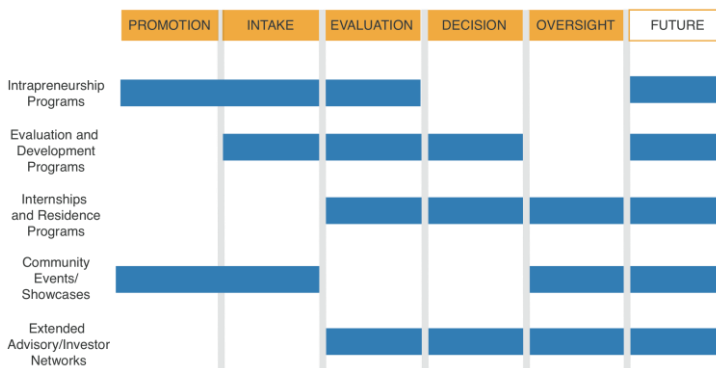 PROMOTION INTAKE EVALUATION DECISION OVERSIGHT FUTURE
Intrapreneurship
Programs
Evaluation and
Development
Programs
Internships
and Residence
Programs
Community
Events/
Showcases
Extended
Advisory/Investor
Networks